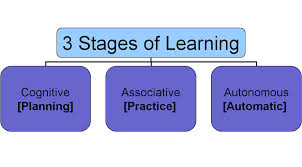 3 Stages of Learning
Cognitive
[Planning]
Associative
[Practice]
Autonomous
[Automatic]